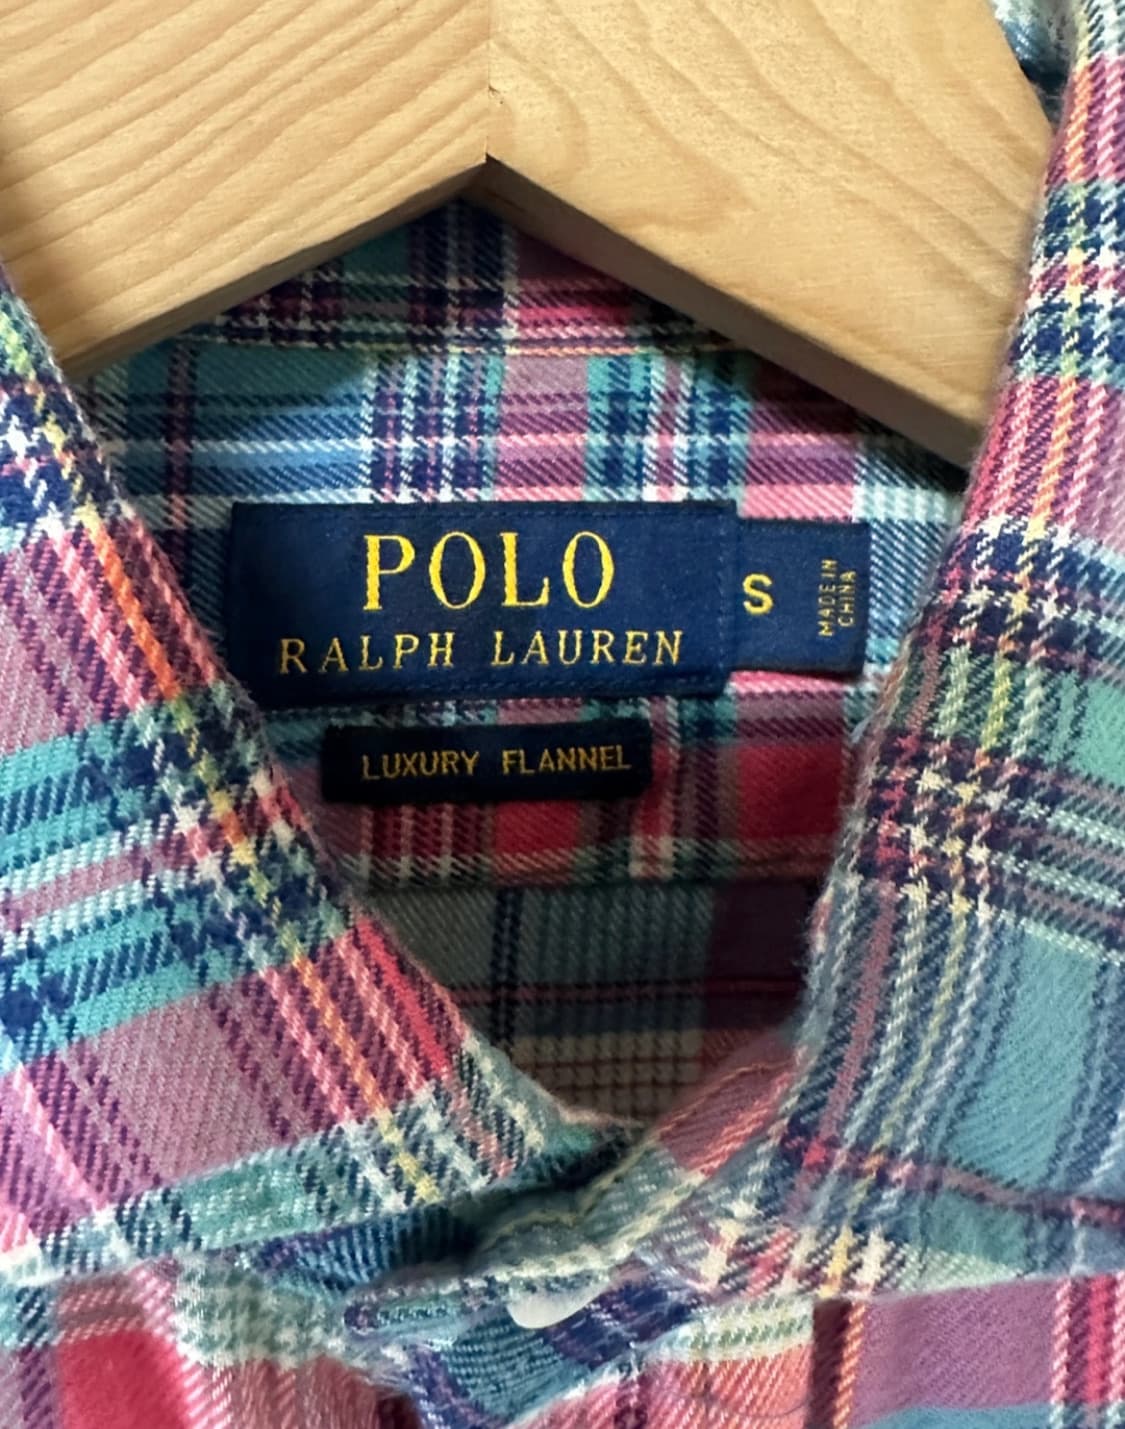 POLO
RALPH LAUREN
S
MADE IN
CHINA
LUXURY FLANNEL